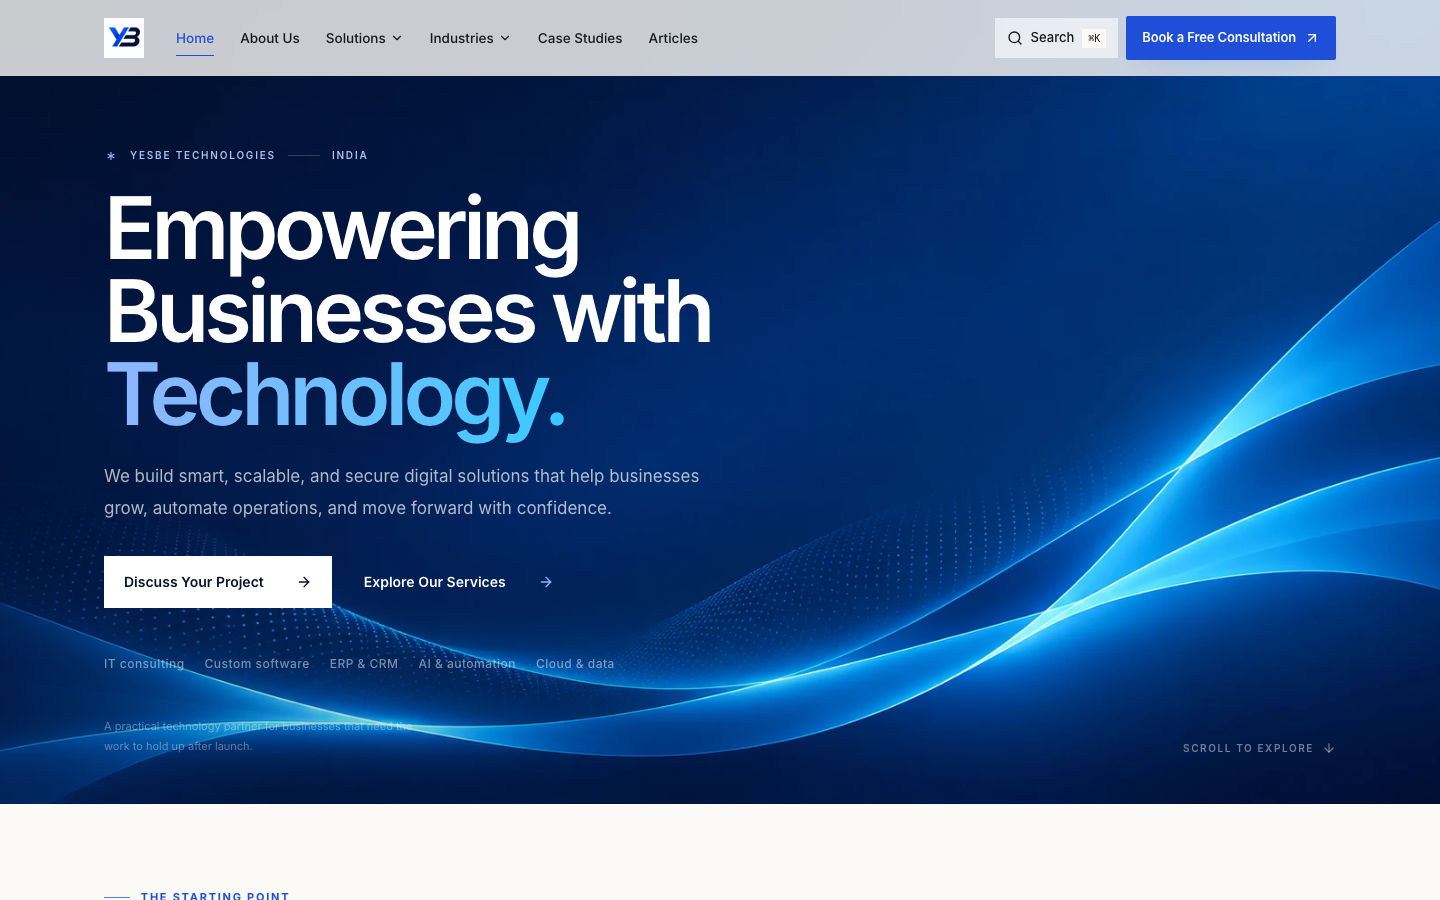 YB
Home
About Us
Solutions
Industries
Case Studies
Articles
Search ⌘K
Book a Free Consultation
YESBE TECHNOLOGIES
INDIA
Empowering
Businesses with
Technology.
We build smart, scalable, and secure digital solutions that help businesses
grow, automate operations, and move forward with confidence.
Discuss Your Project
Explore Our Services
IT consulting
Custom software
ERP & CRM
AI & automation
Cloud & data
A practical technology partner for businesses that need the
work to hold up after launch.
SCROLL TO EXPLORE
THE STARTING POINT